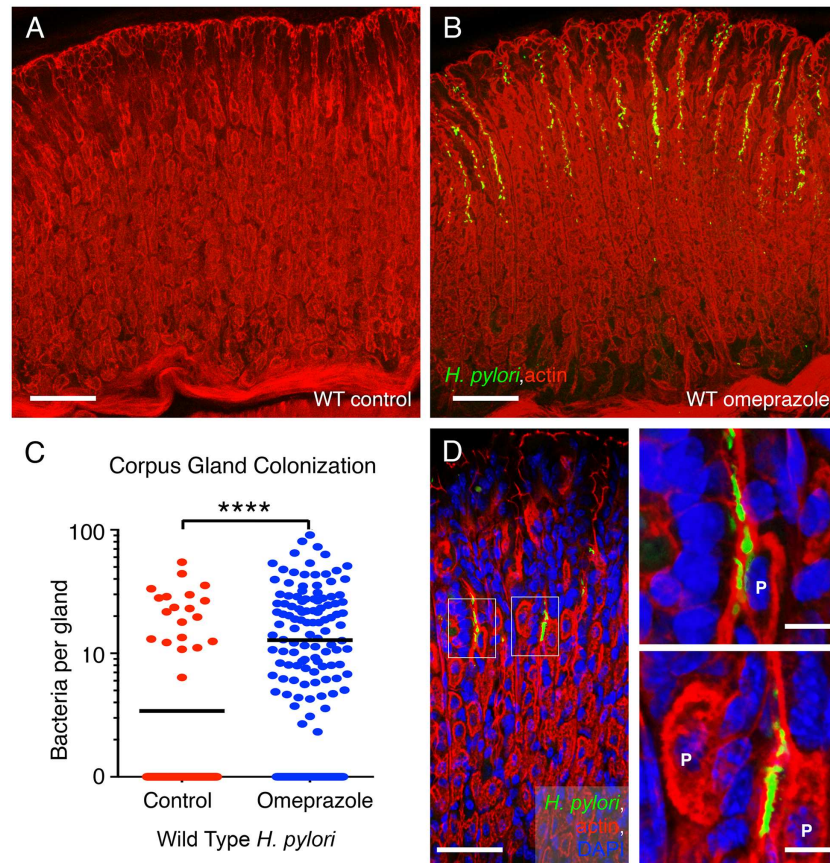 A
WT control
B
H. pylori,actin
WT omeprazole
C
Corpus Gland Colonization
****
100
10
0
Bacteria per gland
Control
Omeprazole
Wild Type H. pylori
D
H. pylori,
actin,
DAPI
P
P
P